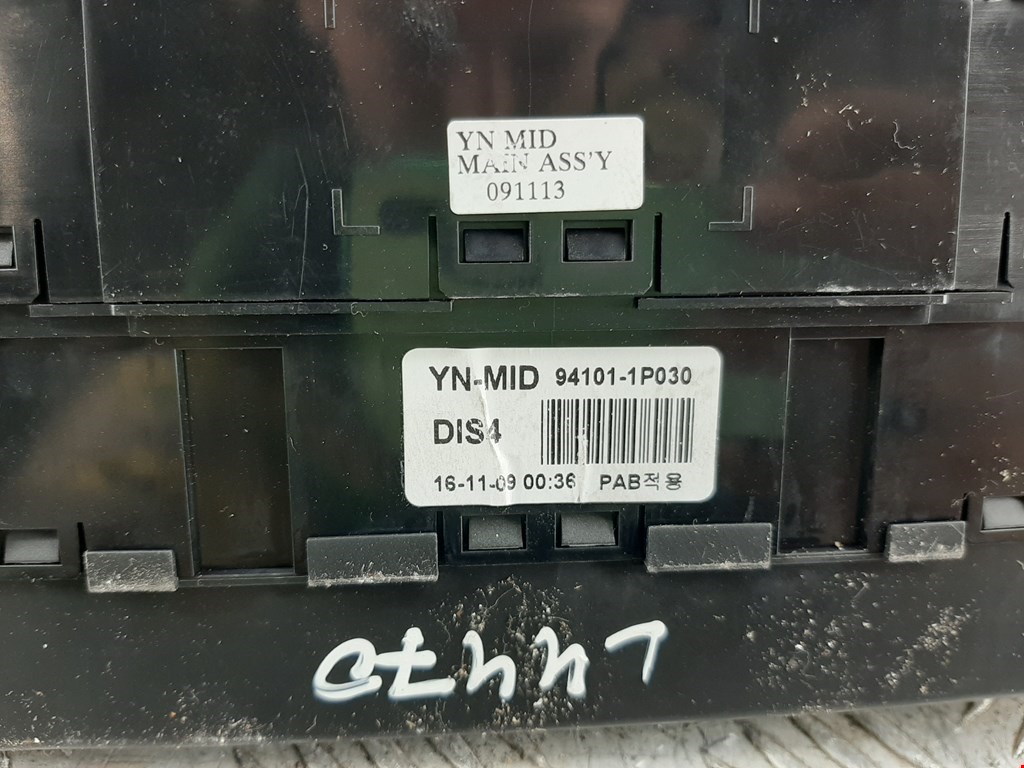 YN MID
MAIN ASS'Y
091113
YN-MID 94101-1P030
DIS4
16-11-09 00:36 PAB적용